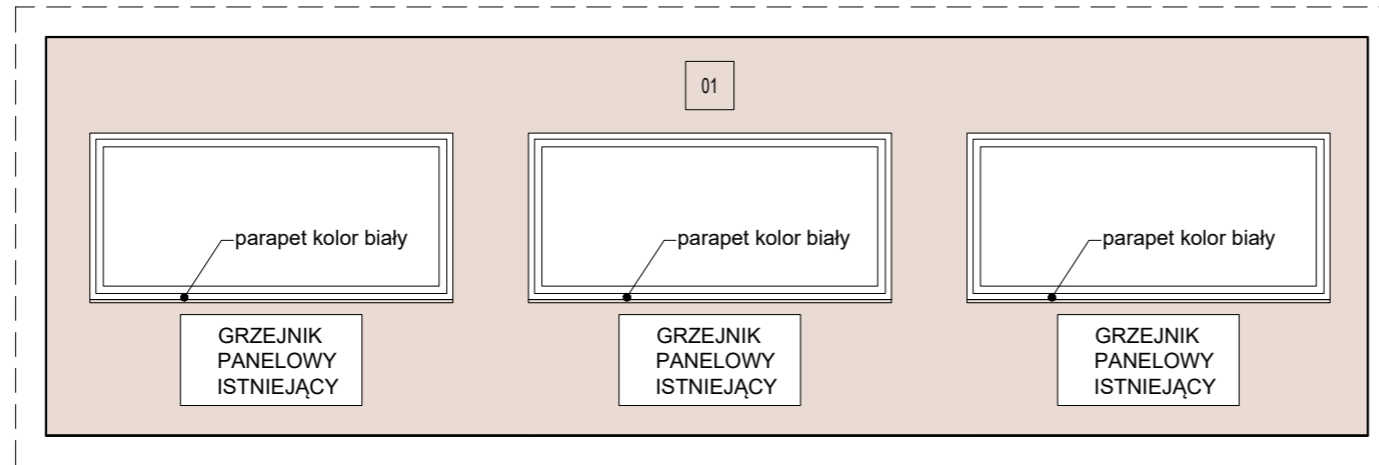 01
parapet kolor biały
parapet kolor biały
parapet kolor biały
GRZEJNIK
PANELOWY
ISTNIEJĄCY
GRZEJNIK
PANELOWY
ISTNIEJĄCY
GRZEJNIK
PANELOWY
ISTNIEJĄCY